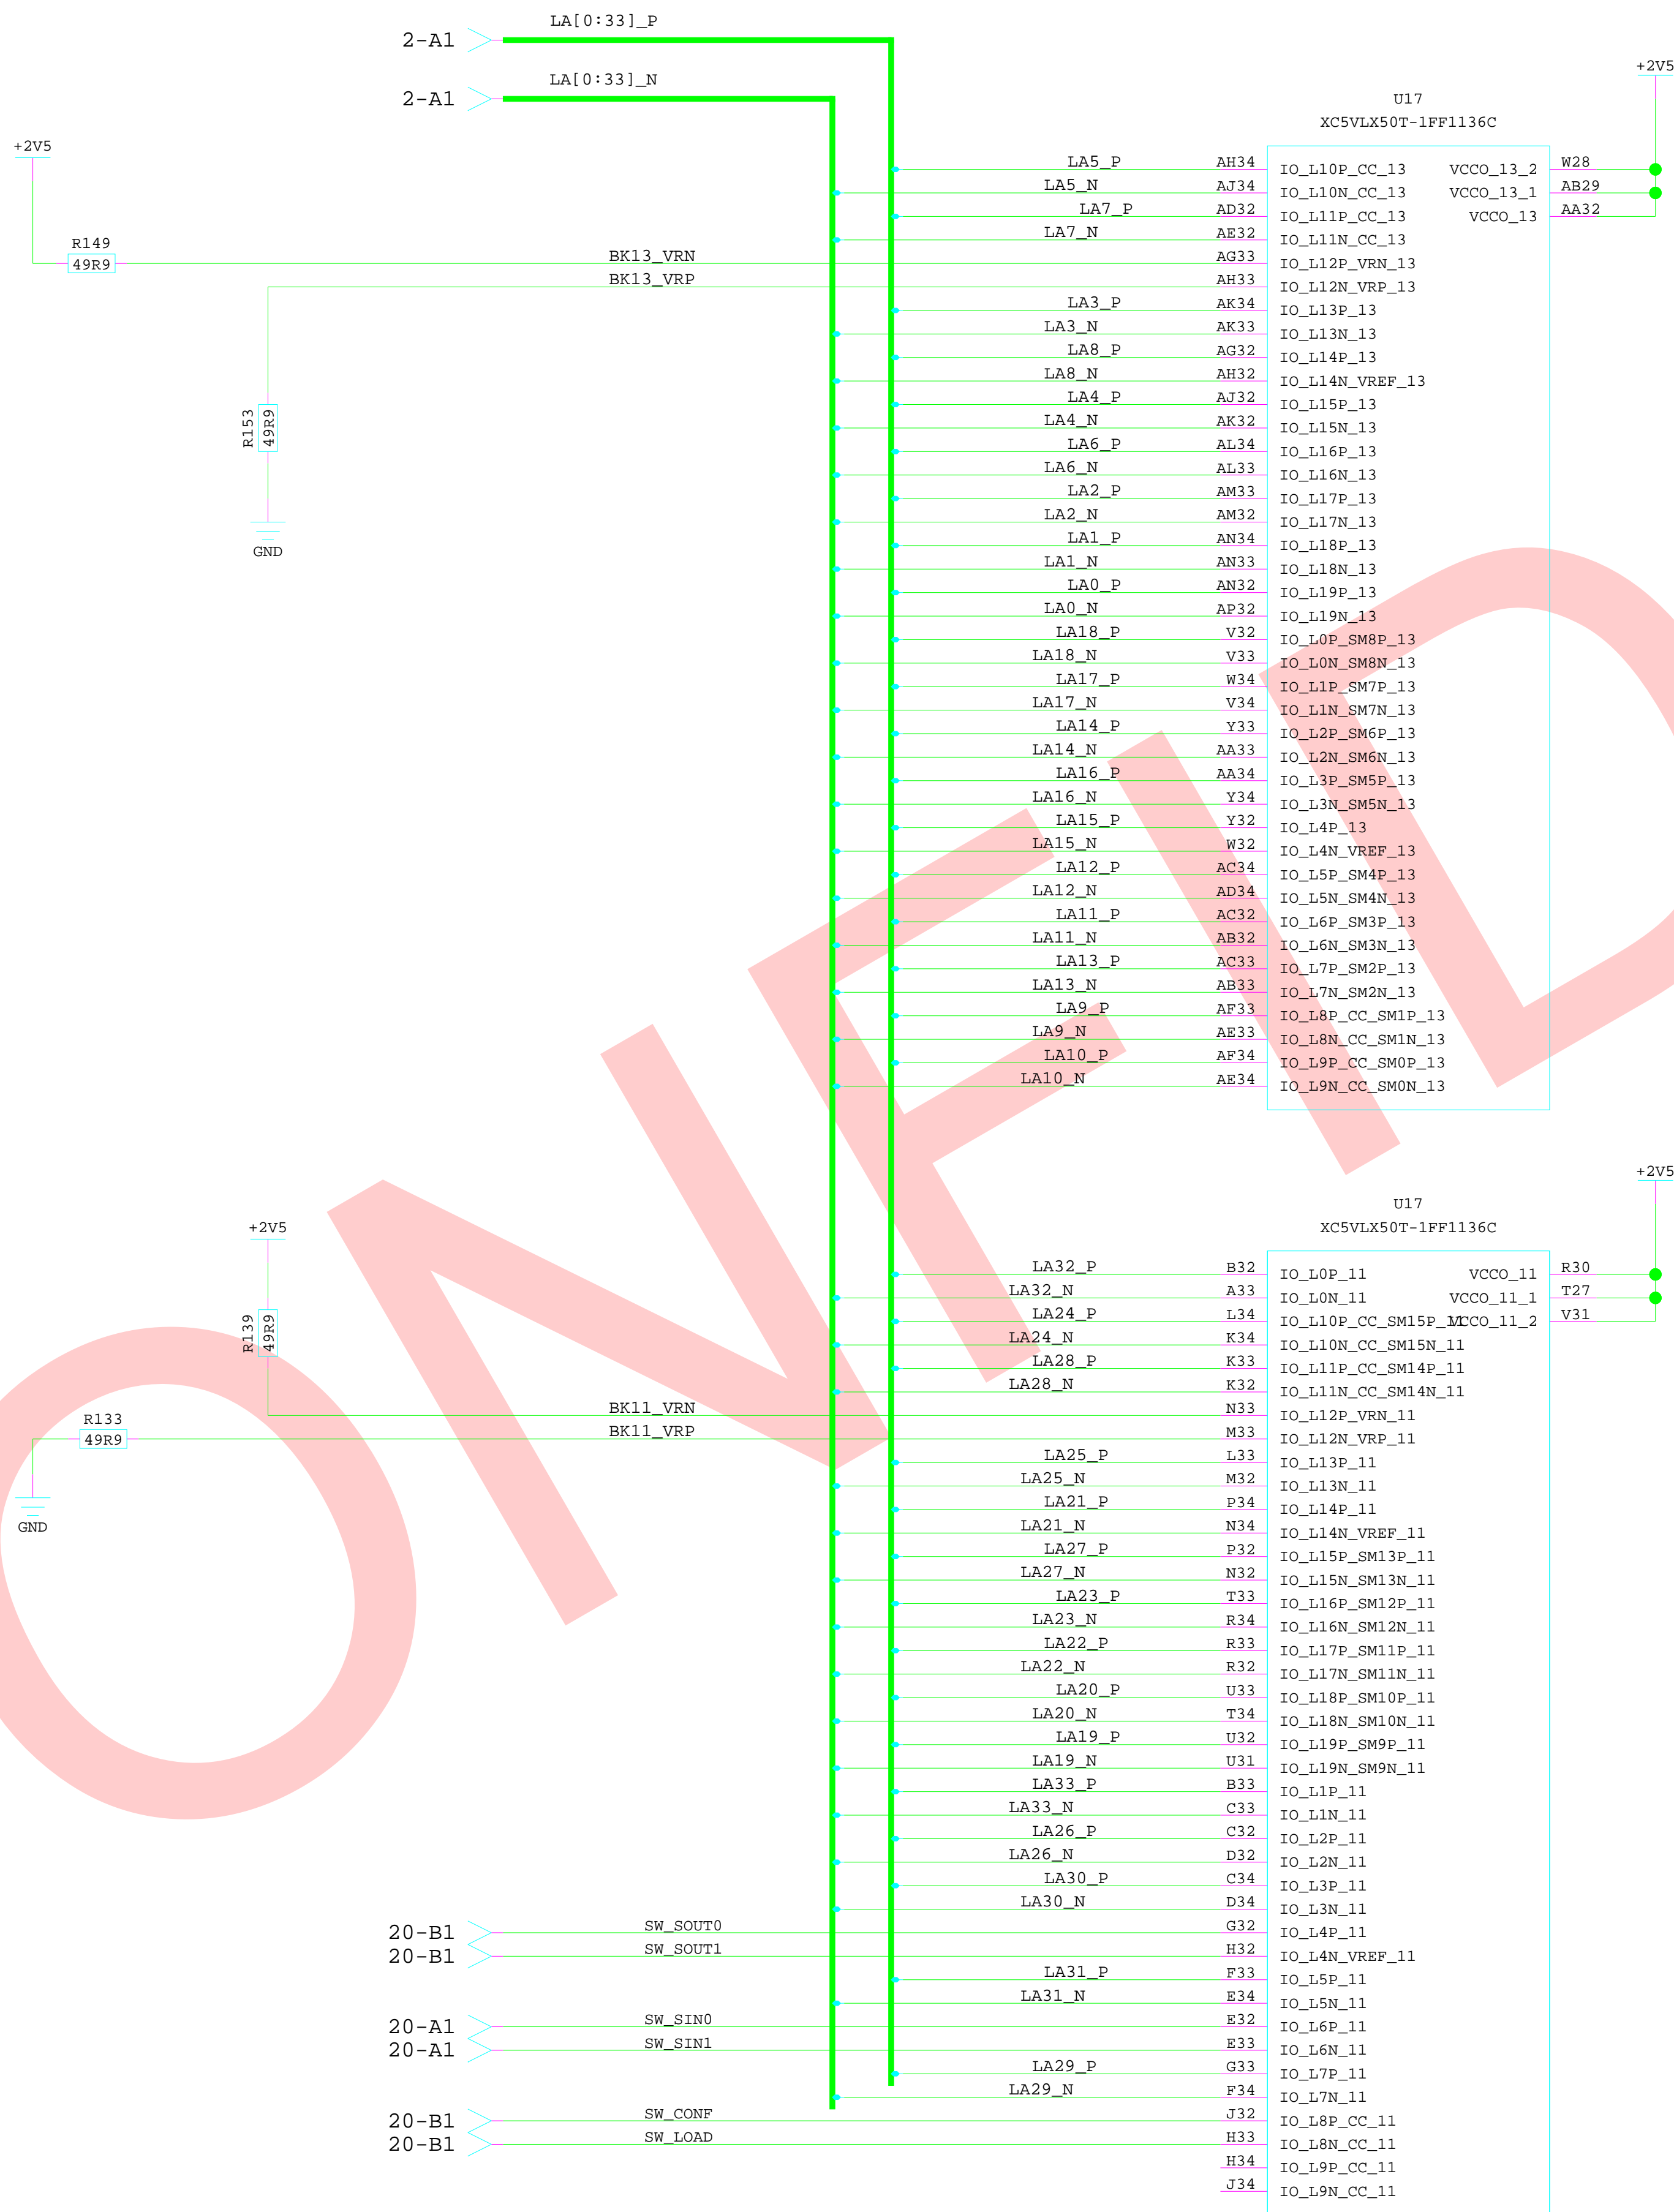 LA[0:33]_P
2-A1
LA[0:33]_N
2-A1
+2V5
+2V5
U17
XC5VLX50T-1FF1136C
LA5_P AH34 IO_L10P_CC_13 VCCO_13_2 W28
LA5_N AJ34 IO_L10N_CC_13 VCCO_13_1 AB29
LA7_P AD32 IO_L11P_CC_13 VCCO_13 AA32
LA7_N AE32 IO_L11N_CC_13
R149
49R9
BK13_VRN AG33 IO_L12P_VRN_13
BK13_VRP AH33 IO_L12N_VRP_13
LA3_P AK34 IO_L13P_13
LA3_N AK33 IO_L13N_13
LA8_P AG32 IO_L14P_13
LA8_N AH32 IO_L14N_VREF_13
R153
49R9
GND
LA4_P AJ32 IO_L15P_13
LA4_N AK32 IO_L15N_13
LA6_P AL34 IO_L16P_13
LA6_N AL33 IO_L16N_13
LA2_P AM33 IO_L17P_13
LA2_N AM32 IO_L17N_13
LA1_P AN34 IO_L18P_13
LA1_N AN33 IO_L18N_13
LA0_P AN32 IO_L19P_13
LA0_N AP32 IO_L19N_13
LA18_P V32 IO_L0P_SM8P_13
LA18_N V33 IO_L0N_SM8N_13
LA17_P W34 IO_L1P_SM7P_13
LA17_N V34 IO_L1N_SM7N_13
LA14_P Y33 IO_L2P_SM6P_13
LA14_N AA33 IO_L2N_SM6N_13
LA16_P AA34 IO_L3P_SM5P_13
LA16_N Y34 IO_L3N_SM5N_13
LA15_P Y32 IO_L4P_13
LA15_N W32 IO_L4N_VREF_13
LA12_P AC34 IO_L5P_SM4P_13
LA12_N AD34 IO_L5N_SM4N_13
LA11_P AC32 IO_L6P_SM3P_13
LA11_N AB32 IO_L6N_SM3N_13
LA13_P AC33 IO_L7P_SM2P_13
LA13_N AB33 IO_L7N_SM2N_13
LA9_P AF33 IO_L8P_CC_SM1P_13
LA9_N AE33 IO_L8N_CC_SM1N_13
LA10_P AF34 IO_L9P_CC_SM0P_13
LA10_N AE34 IO_L9N_CC_SM0N_13
+2V5
+2V5
U17
XC5VLX50T-1FF1136C
LA32_P B32 IO_L0P_11 VCCO_11 R30
LA32_N A33 IO_L0N_11 VCCO_11_1 T27
LA24_P L34 IO_L10P_CC_SM15P_11 VCCO_11_2 V31
LA24_N K34 IO_L10N_CC_SM15N_11
LA28_P K33 IO_L11P_CC_SM14P_11
LA28_N K32 IO_L11N_CC_SM14N_11
R139
49R9
BK11_VRN N33 IO_L12P_VRN_11
R133
49R9
BK11_VRP M33 IO_L12N_VRP_11
GND
LA25_P L33 IO_L13P_11
LA25_N M32 IO_L13N_11
LA21_P P34 IO_L14P_11
LA21_N N34 IO_L14N_VREF_11
LA27_P P32 IO_L15P_SM13P_11
LA27_N N32 IO_L15N_SM13N_11
LA23_P T33 IO_L16P_SM12P_11
LA23_N R34 IO_L16N_SM12N_11
LA22_P R33 IO_L17P_SM11P_11
LA22_N R32 IO_L17N_SM11N_11
LA20_P U33 IO_L18P_SM10P_11
LA20_N T34 IO_L18N_SM10N_11
LA19_P U32 IO_L19P_SM9P_11
LA19_N U31 IO_L19N_SM9N_11
LA33_P B33 IO_L1P_11
LA33_N C33 IO_L1N_11
LA26_P C32 IO_L2P_11
LA26_N D32 IO_L2N_11
LA30_P C34 IO_L3P_11
LA30_N D34 IO_L3N_11
20-B1 SW_SOUT0 G32 IO_L4P_11
20-B1 SW_SOUT1 H32 IO_L4N_VREF_11
LA31_P F33 IO_L5P_11
LA31_N E34 IO_L5N_11
20-A1 SW_SIN0 E32 IO_L6P_11
20-A1 SW_SIN1 E33 IO_L6N_11
LA29_P G33 IO_L7P_11
LA29_N F34 IO_L7N_11
20-B1 SW_CONF J32 IO_L8P_CC_11
20-B1 SW_LOAD H33 IO_L8N_CC_11
H34 IO_L9P_CC_11
J34 IO_L9N_CC_11
ONFID